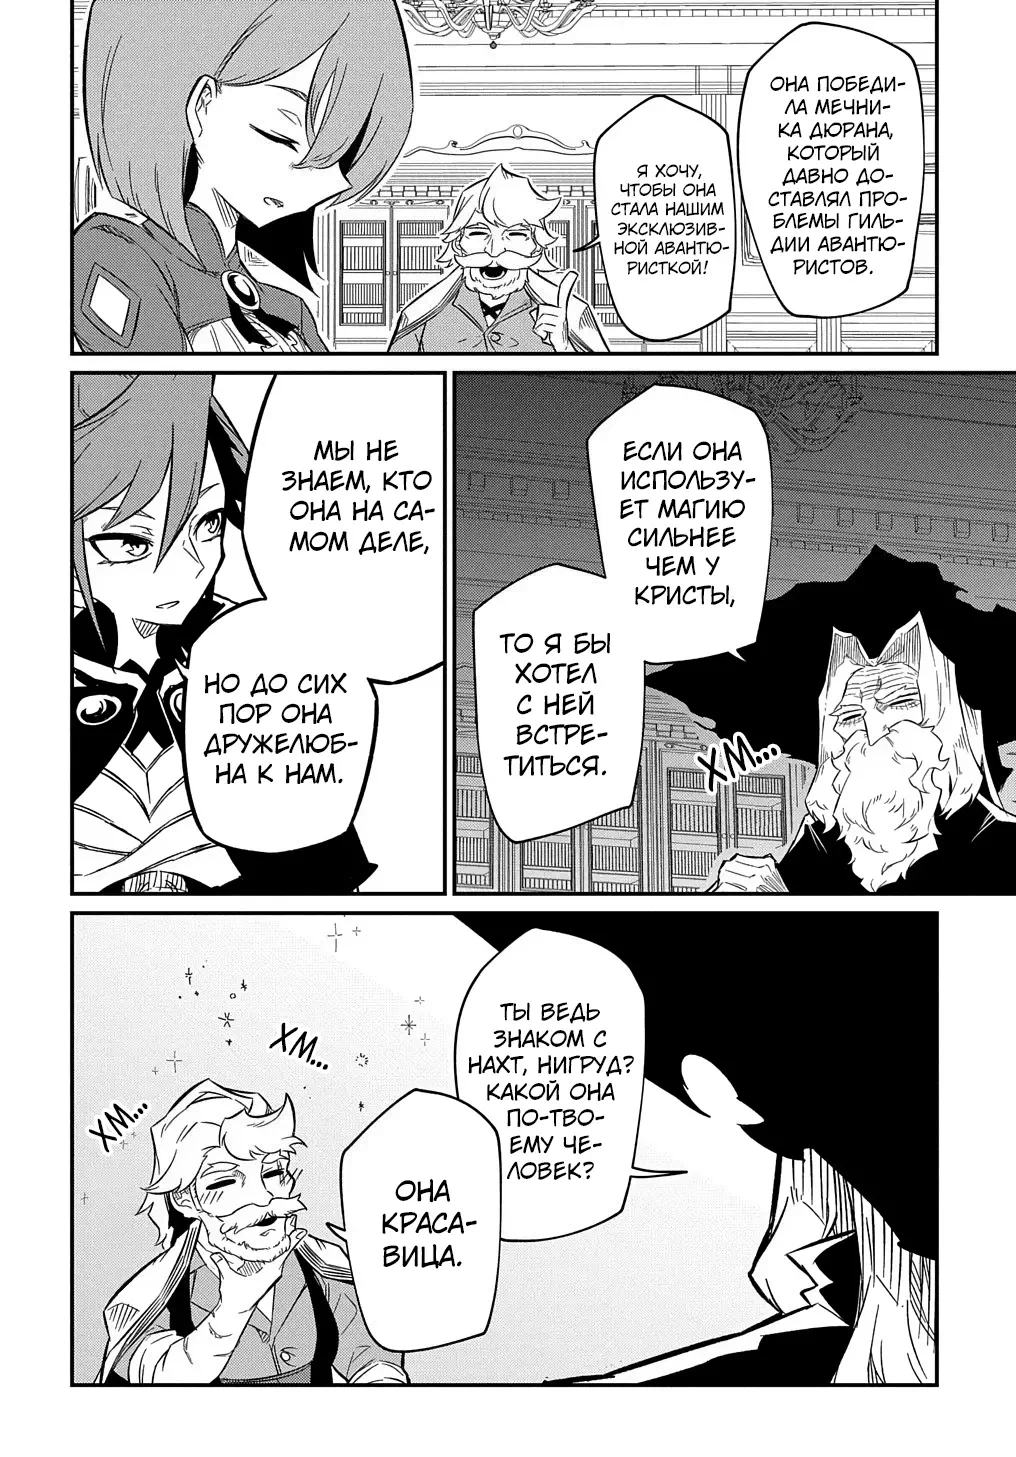 ОНА ПОБЕДИ-
ЛА МЕЧНИ-
КА ДЮРАНА,
КОТОРЫЙ
ДАВНО ДО-
СТАВЛЯЛ ПРО-
БЛЕМЫ ГИЛЬ-
ДИИ АВАНТЮ-
РИСТОВ.
Я ХОЧУ,
ЧТОБЫ ОНА
СТАЛА НАШИМ
ЭКСКЛЮЗИВ-
НОЙ АВАНТЮ-
РИСТКОЙ!
ЕСЛИ ОНА
ИСПОЛЬЗУ-
ЕТ МАГИЮ
СИЛЬНЕЕ
ЧЕМ У
КРИСТЫ,
ТО Я БЫ
ХОТЕЛ
С НЕЙ
ВСТРЕ-
ТИТЬСЯ.
ХМ...
МЫ НЕ
ЗНАЕМ, КТО
ОНА НА СА-
МОМ ДЕЛЕ,
НО ДО СИХ
ПОР ОНА
ДРУЖЕЛЮБ-
НА К НАМ.
ТЫ ВЕДЬ
ЗНАКОМ С
НАХТ, НИГРУД?
КАКОЙ ОНА
ПО-ТВО-
ЕМУ ЧЕ-
ЛОВЕК?
ХМ...
ХМ...
ОНА
КРАСА-
ВИЦА.